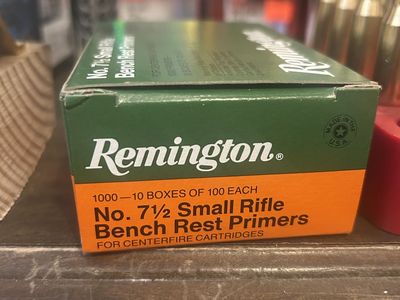 No. 7½ Small Rifle
Bench Rest Primers
Remington
Remington®
MADE IN THE
U.S.A.
1000—10 BOXES OF 100 EACH
No. 7½ Small Rifle
Bench Rest Primers
FOR CENTERFIRE CARTRIDGES